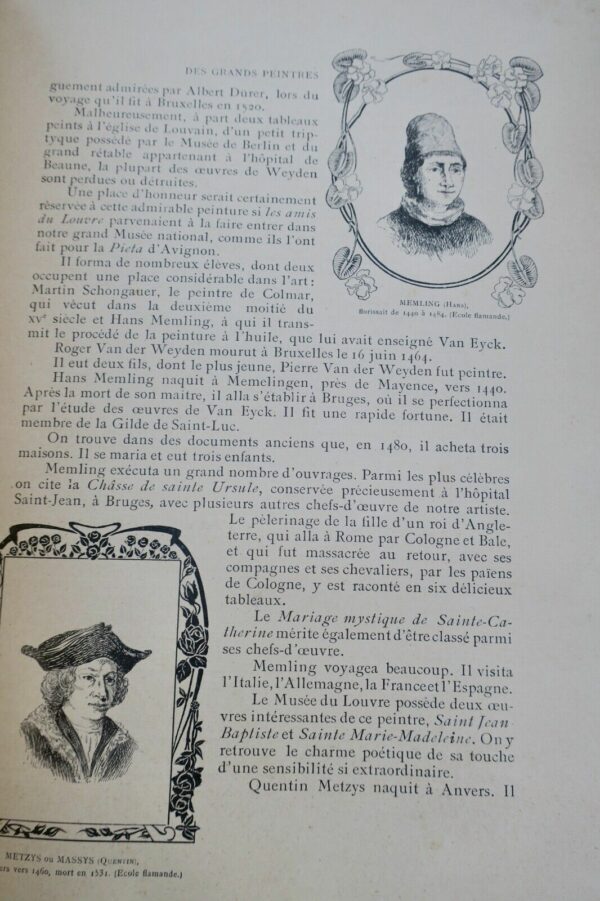 DES GRANDS PEINTRES
guement admirées par Albert Durer, lors du
voyage qu'il fit à Bruxelles en 1520.
Malheureusement, à part deux tableaux
peints à l'église de Louvain, d'un petit trip-
tyque possédé par le Musée de Berlin et du
grand rétable appartenant à l'hôpital de
Beaune, la plupart des œuvres de Weyden
sont perdues ou détruites.
Une place d'honneur serait certainement
réservée à cette admirable peinture si les amis
du Louvre parvenaient à la faire entrer dans
notre grand Musée national, comme ils l'ont
fait pour la Pieta d'Avignon.
Il forma de nombreux élèves, dont deux
occupent une place considérable dans l'art :
Martin Schongauer, le peintre de Colmar,
qui vécut dans la deuxième moitié du
XVe siècle et Hans Memling, à qui il trans-
mit le procédé de la peinture à l'huile, que lui avait enseigné Van Eyck.
MEMLING (HANS),
florissait de 1440 à 1484. (Ecole flamande.)
Roger Van der Weyden mourut à Bruxelles le 16 juin 1464.
Il eut deux fils, dont le plus jeune, Pierre Van der Weyden fut peintre.
Hans Memling naquit à Memelingen, près de Mayence, vers 1440.
Après la mort de son maitre, il alla s'établir à Bruges, où il se perfectionna
par l'étude des œuvres de Van Eyck. Il fit une rapide fortune. Il était
membre de la Gilde de Saint-Luc.
On trouve dans des documents anciens que, en 1480, il acheta trois
maisons. Il se maria et eut trois enfants.
Memling exécuta un grand nombre d'ouvrages. Parmi les plus célèbres
on cite la Châsse de sainte Ursule, conservée précieusement à l'hôpital
Saint-Jean, à Bruges, avec plusieurs autres chefs-d'œuvre de notre artiste.
Le pèlerinage de la fille d'un roi d'Angle-
terre, qui alla à Rome par Cologne et Bale,
et qui fut massacrée au retour, avec ses
compagnes et ses chevaliers, par les païens
de Cologne, y est raconté en six délicieux
tableaux.
Le Mariage mystique de Sainte-Ca-
therine mérite également d'être classé parmi
ses chefs-d'œuvre.
Memling voyagea beaucoup. Il visita
l'Italie, l'Allemagne, la France et l'Espagne.
Le Musée du Louvre possède deux œu-
vres intéressantes de ce peintre, Saint Jean-
Baptiste et Sainte Marie-Madeleine. On y
retrouve le charme poétique de sa touche
d'une sensibilité si extraordinaire.
Quentin Metzys naquit à Anvers. Il
METZYS ou MASSYS (QUENTIN),
vers 1460, mort en 1531. (Ecole flamande.)